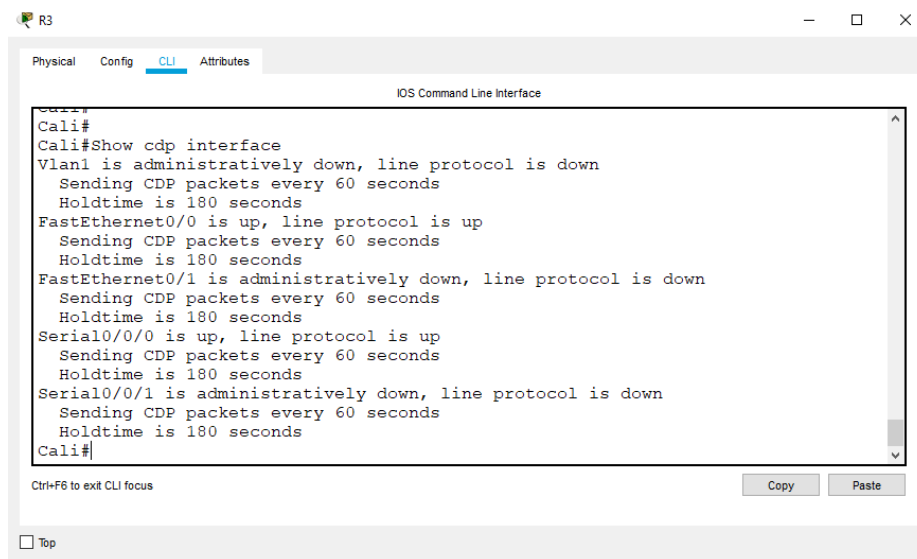 R3
Physical Config CLI Attributes
IOS Command Line Interface
Cali#
Cali#
Cali#Show cdp interface
Vlan1 is administratively down, line protocol is down
Sending CDP packets every 60 seconds
Holdtime is 180 seconds
FastEthernet0/0 is up, line protocol is up
Sending CDP packets every 60 seconds
Holdtime is 180 seconds
FastEthernet0/1 is administratively down, line protocol is down
Sending CDP packets every 60 seconds
Holdtime is 180 seconds
Serial0/0/0 is up, line protocol is up
Sending CDP packets every 60 seconds
Holdtime is 180 seconds
Serial0/0/1 is administratively down, line protocol is down
Sending CDP packets every 60 seconds
Holdtime is 180 seconds
Cali#
Ctrl+F6 to exit CLI focus
Copy Paste
Top